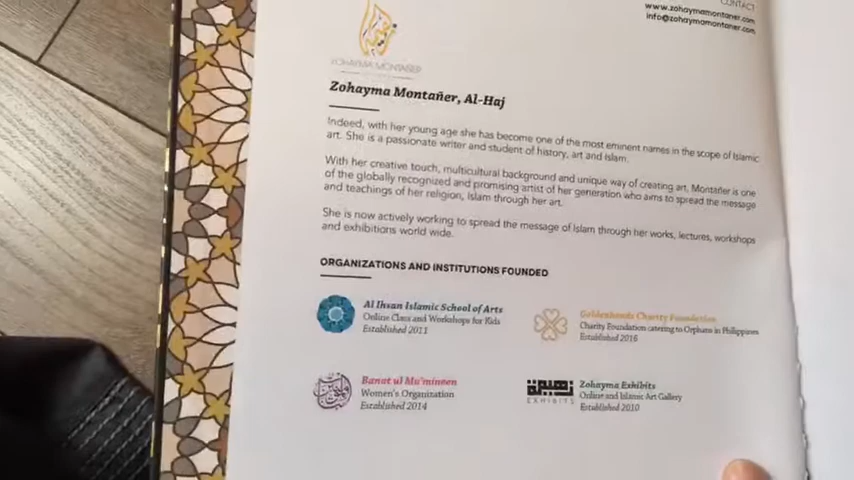 CONTACT
www.zohaymamontaner.com
info@zohaymamontaner.com
ZOHAYMA MONTAÑER
Zohayma Montañer, Al-Haj
Indeed, with her young age she has become one of the most eminent names in the scope of Islamic
art. She is a passionate writer and student of history, art and Islam.
With her creative touch, multicultural background and unique way of creating art, Montañer is one
of the globally recognized and promising artist of her generation who aims to spread the message
and teachings of her religion, Islam through her art.
She is now actively working to spread the message of Islam through her works, lectures, workshops
and exhibitions world wide.
ORGANIZATIONS AND INSTITUTIONS FOUNDED
Al Ihsan Islamic School of Arts
Online Class and Workshops for Kids
Established 2011
Goldenhands Charity Foundation
Charity Foundation catering to Orphans in Philippines
Established 2016
Banat ul Mu'mineen
Women's Organization
Established 2014
EXHIBITS
Zohayma Exhibits
Online and Islamic Art Gallery
Established 2010